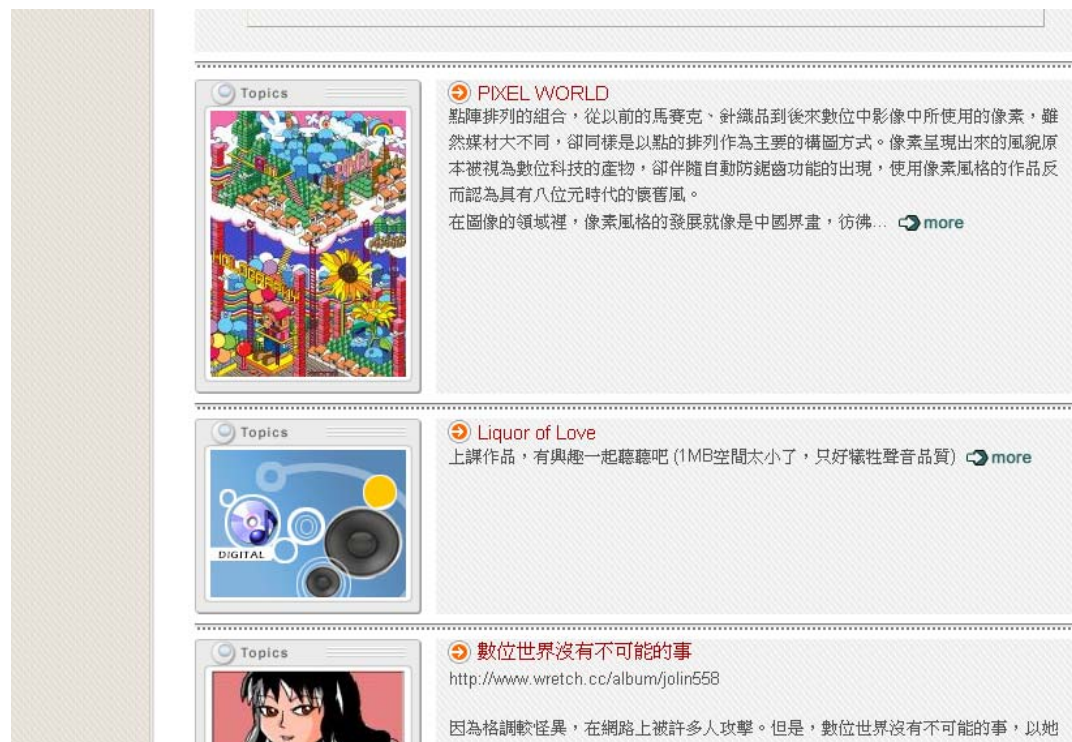 Topics
PIXEL WORLD
點陣排列的組合，從以前的馬賽克、針織品到後來數位中影像中所使用的像素，雖
然媒材大不同，卻同樣是以點的排列作為主要的構圖方式。像素呈現出來的風貌原
本被視為數位科技的產物，卻伴隨自動防鋸齒功能的出現，使用像素風格的作品反
而認為具有八位元時代的懷舊風。
在圖像的領域裡，像素風格的發展就像是中國界畫，彷彿... more
HOLOGRAPHY
Topics
Liquor of Love
上課作品，有興趣一起聽聽吧 (1MB空間太小了，只好犧牲聲音品質) more
DIGITAL
Topics
數位世界沒有不可能的事
http://www.wretch.cc/album/jolin558
因為格調較怪異，在網路上被許多人攻擊。但是，數位世界沒有不可能的事，以她